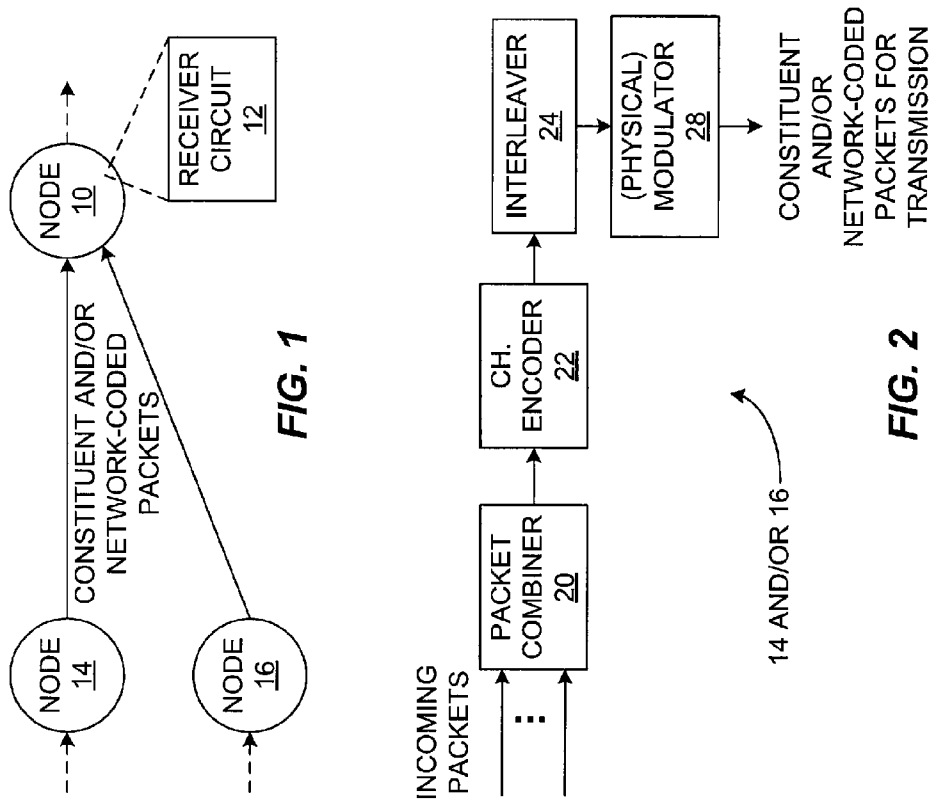 NODE
14
NODE
16
CONSTITUENT AND/OR
NETWORK-CODED
PACKETS
NODE
10
RECEIVER
CIRCUIT
12
FIG. 1
INCOMING
PACKETS
...
PACKET
COMBINER
20
CH.
ENCODER
22
INTERLEAVER
24
(PHYSICAL)
MODULATOR
28
CONSTITUENT
AND/OR
NETWORK-CODED
PACKETS FOR
TRANSMISSION
14 AND/OR 16
FIG. 2